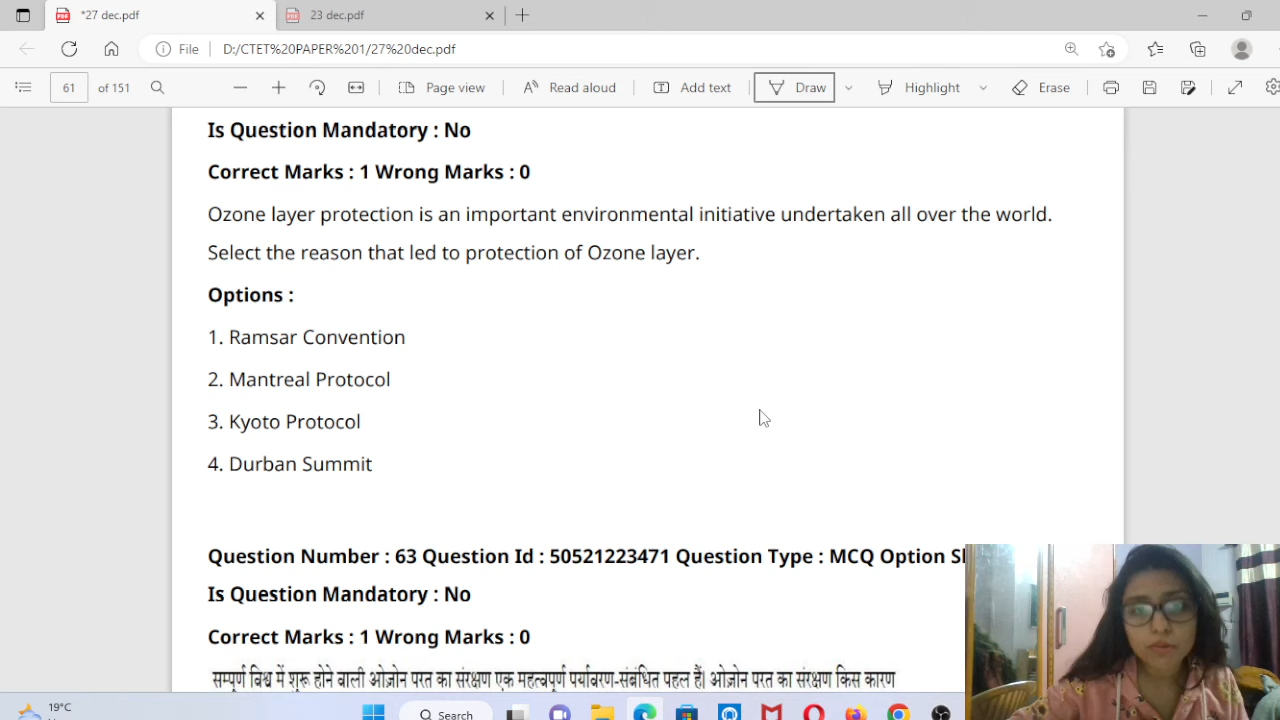 *27 dec.pdf
23 dec.pdf
File
D:/CTET%20PAPER%201/27%20dec.pdf
61 of 151
Page view
Read aloud
Add text
Draw
Highlight
Erase
Is Question Mandatory : No
Correct Marks : 1 Wrong Marks : 0
Ozone layer protection is an important environmental initiative undertaken all over the world.
Select the reason that led to protection of Ozone layer.
Options :
1. Ramsar Convention
2. Mantreal Protocol
3. Kyoto Protocol
4. Durban Summit
Question Number : 63 Question Id : 50521223471 Question Type : MCQ Option
Is Question Mandatory : No
Correct Marks : 1 Wrong Marks : 0
सम्पूर्ण विश्व में शुरू होने वाली ओज़ोन परत का संरक्षण एक महत्वपूर्ण पर्यावरण-संबंधित पहल हैं। ओज़ोन परत का संरक्षण किस कारण
19°C
Search